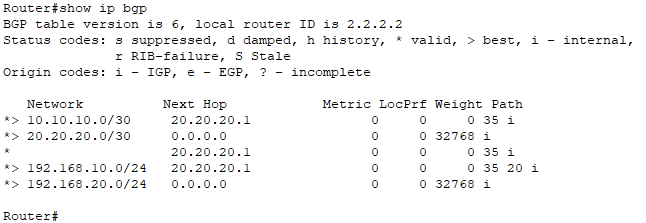 Router#show ip bgp
BGP table version is 6, local router ID is 2.2.2.2
Status codes: s suppressed, d damped, h history, * valid, > best, i - internal,
              r RIB-failure, S Stale
Origin codes: i - IGP, e - EGP, ? - incomplete

   Network          Next Hop            Metric LocPrf Weight Path
*> 10.10.10.0/30     20.20.20.1               0      0      0 35 i
*> 20.20.20.0/30     0.0.0.0                  0      0  32768 i
*                    20.20.20.1               0      0      0 35 i
*> 192.168.10.0/24   20.20.20.1               0      0      0 35 20 i
*> 192.168.20.0/24   0.0.0.0                  0      0  32768 i

Router#